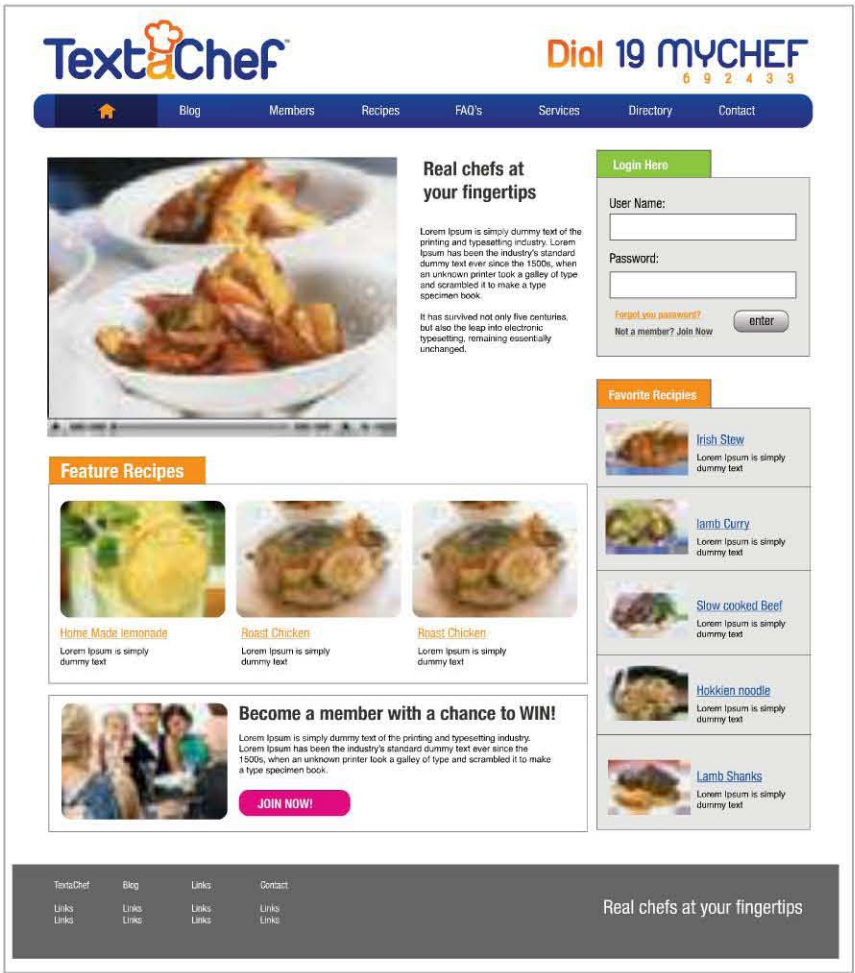 TextaChef™
Dial 19 MYCHEF
6 9 2 4 3 3
Blog Members Recipes FAQ's Services Directory Contact
Real chefs at
your fingertips
Lorem Ipsum is simply dummy text of the
printing and typesetting industry. Lorem
Ipsum has been the industry's standard
dummy text ever since the 1500s, when
an unknown printer took a galley of type
and scrambled it to make a type
specimen book.
It has survived not only five centuries,
but also the leap into electronic
typesetting, remaining essentially
unchanged.
Login Here
User Name:
Password:
Forgot you password?
Not a member? Join Now
enter
Feature Recipes
Home Made lemonade
Lorem Ipsum is simply
dummy text
Roast Chicken
Lorem Ipsum is simply
dummy text
Roast Chicken
Lorem Ipsum is simply
dummy text
Become a member with a chance to WIN!
Lorem Ipsum is simply dummy text of the printing and typesetting industry.
Lorem Ipsum has been the industry's standard dummy text ever since the
1500s, when an unknown printer took a galley of type and scrambled it to make
a type specimen book.
JOIN NOW!
Favorite Recipies
Irish Stew
Lorem Ipsum is simply
dummy text
lamb Curry
Lorem Ipsum is simply
dummy text
Slow cooked Beef
Lorem Ipsum is simply
dummy text
Hokkien noodle
Lorem Ipsum is simply
dummy text
Lamb Shanks
Lorem Ipsum is simply
dummy text
TextaChef Blog Links Contact
Links Links Links Links
Links Links Links Links
Real chefs at your fingertips